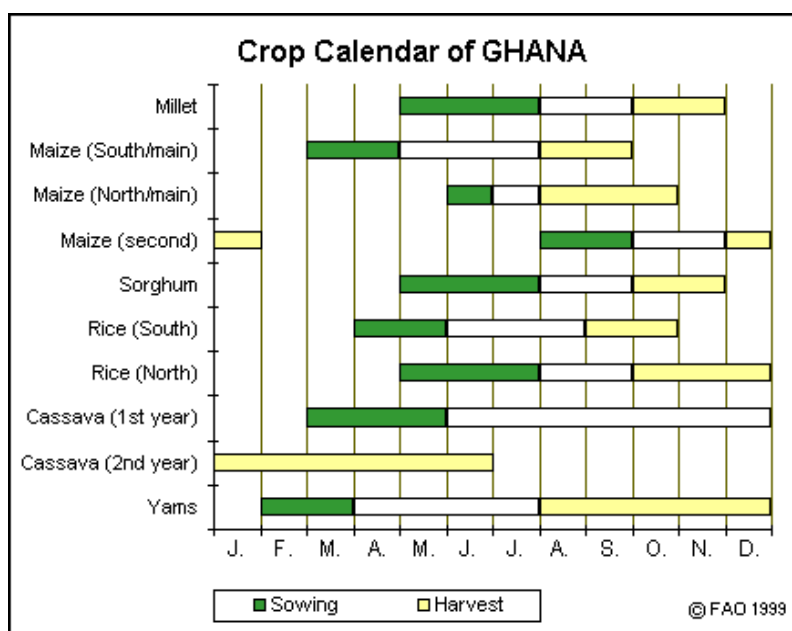 Crop Calendar of GHANA
Millet
Maize (South/main)
Maize (North/main)
Maize (second)
Sorghum
Rice (South)
Rice (North)
Cassava (1st year)
Cassava (2nd year)
Yams
J. F. M. A. M. J. J. A. S. O. N. D.
Sowing Harvest
© FAO 1999